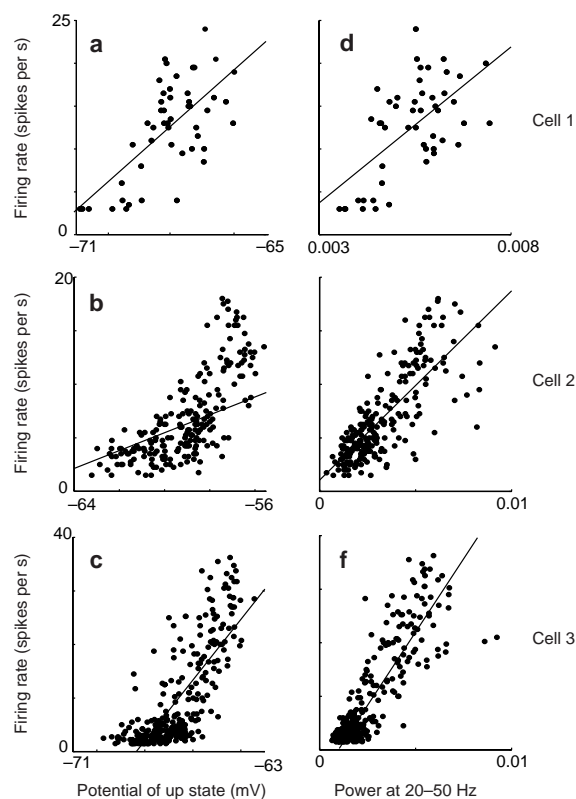 25
a
d
Firing rate (spikes per s)
Cell 1
0
–71
–65
0.003
0.008
20
b
Firing rate (spikes per s)
Cell 2
0
–64
–56
0
0.01
40
c
f
Firing rate (spikes per s)
Cell 3
0
–71
–63
0
0.01
Potential of up state (mV)
Power at 20–50 Hz